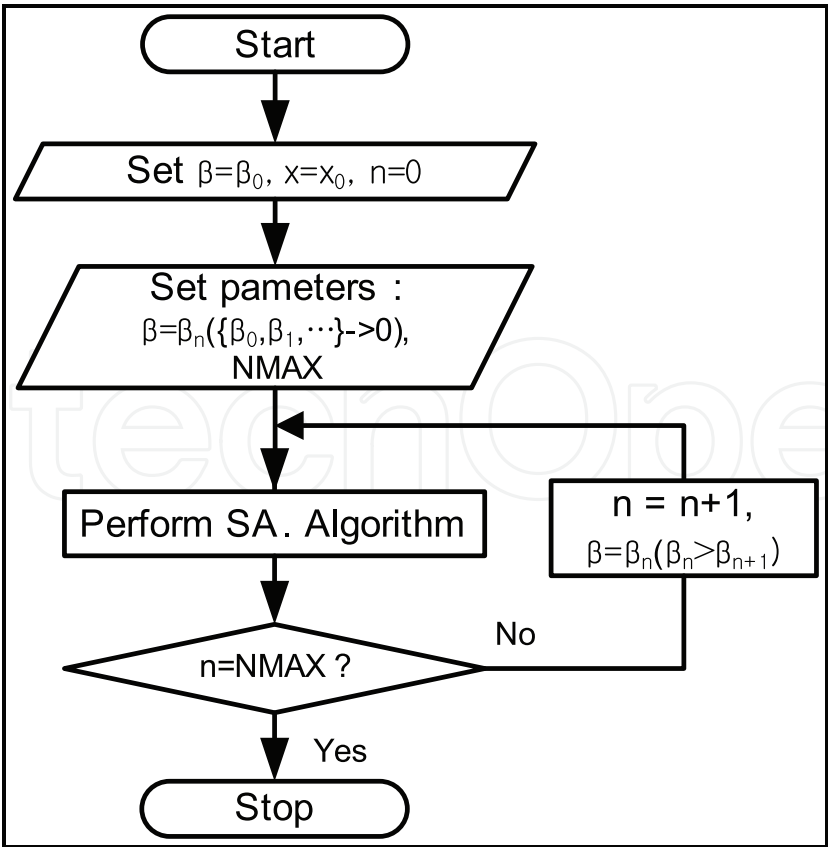 Start
Set β=β₀, x=x₀, n=0
Set pameters :
β=βₙ({β₀,β₁,⋯}->0),
NMAX
Perform SA. Algorithm
n = n+1,
β=βₙ(βₙ>βₙ₊₁)
n=NMAX ?
No
Yes
Stop